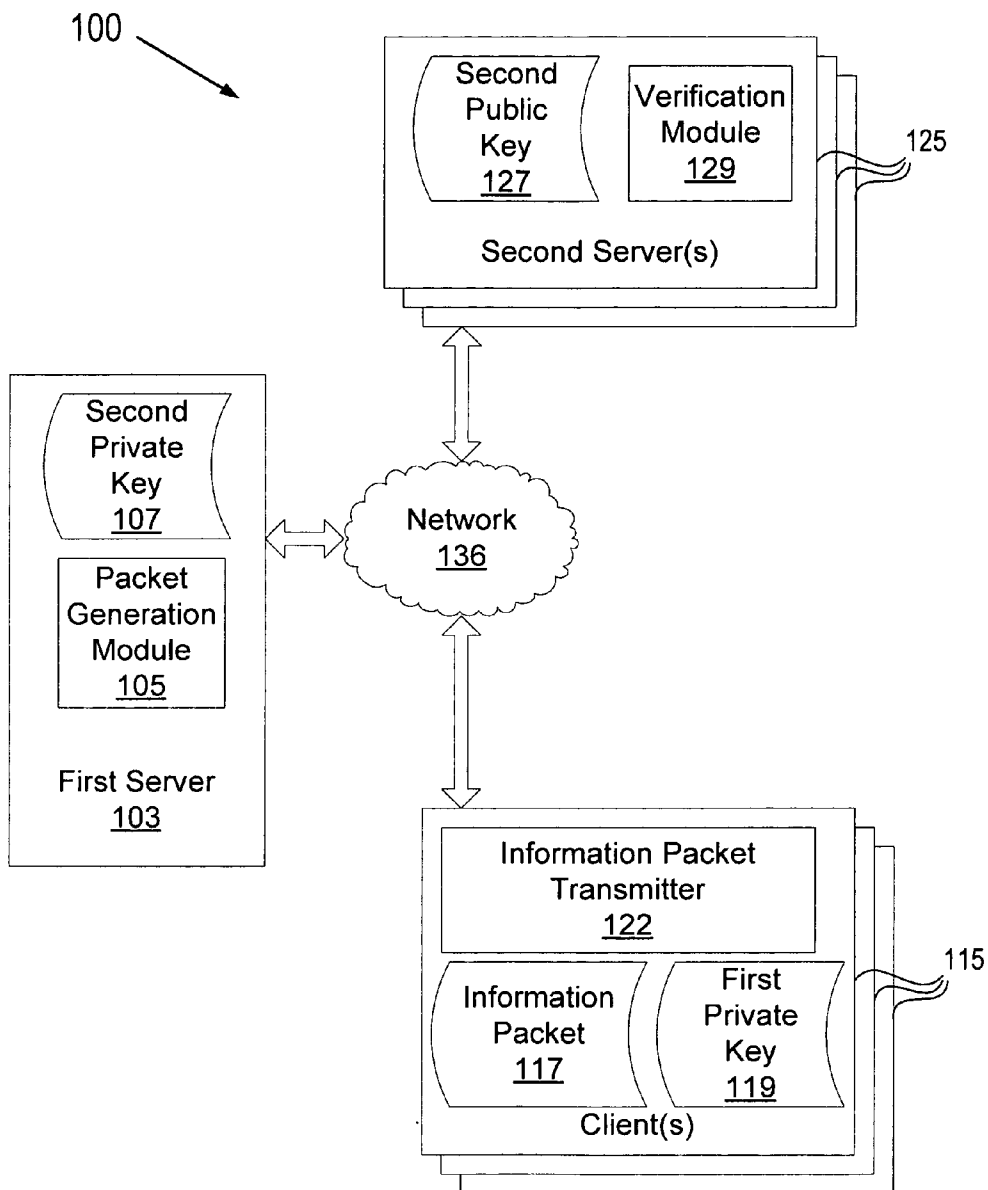 100
Second
Public
Key
127
Verification
Module
129
125
Second Server(s)
Second
Private
Key
107
Packet
Generation
Module
105
First Server
103
Network
136
Information Packet
Transmitter
122
115
Information
Packet
117
First
Private
Key
119
Client(s)